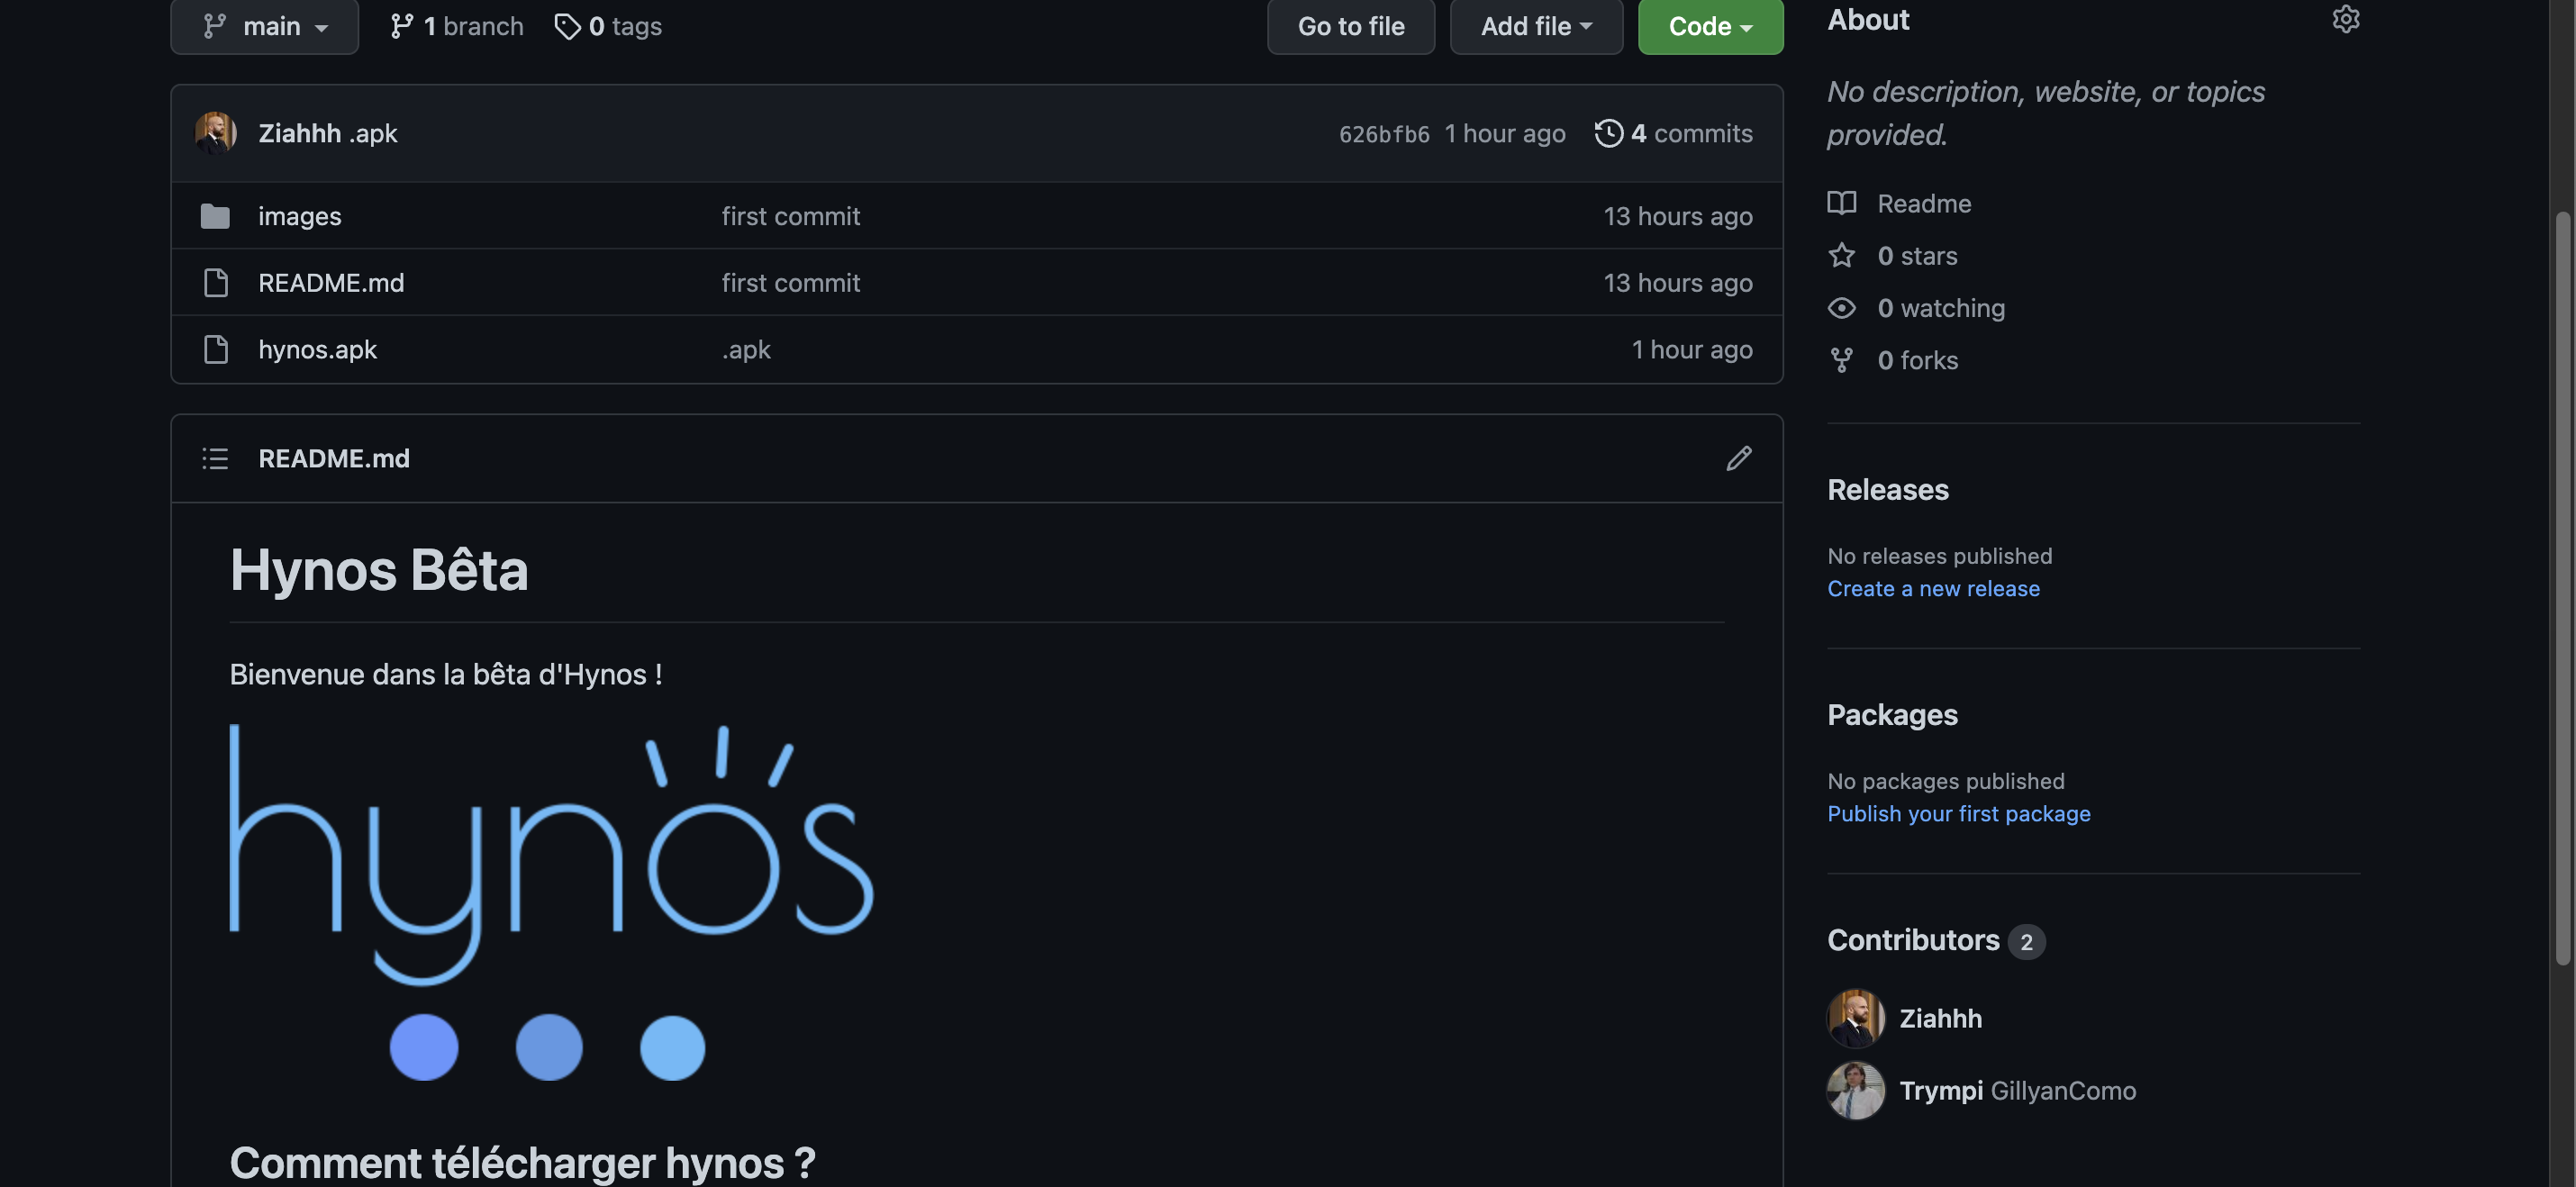 main
1 branch
0 tags
Go to file
Add file
Code
Ziahhh .apk
626bfb6 1 hour ago
4 commits
images first commit 13 hours ago
README.md first commit 13 hours ago
hynos.apk .apk 1 hour ago
README.md
Hynos Bêta
Bienvenue dans la bêta d'Hynos !
hynos
Comment télécharger hynos ?
About
No description, website, or topics
provided.
Readme
0 stars
0 watching
0 forks
Releases
No releases published
Create a new release
Packages
No packages published
Publish your first package
Contributors 2
Ziahhh
Trympi GillyanComo